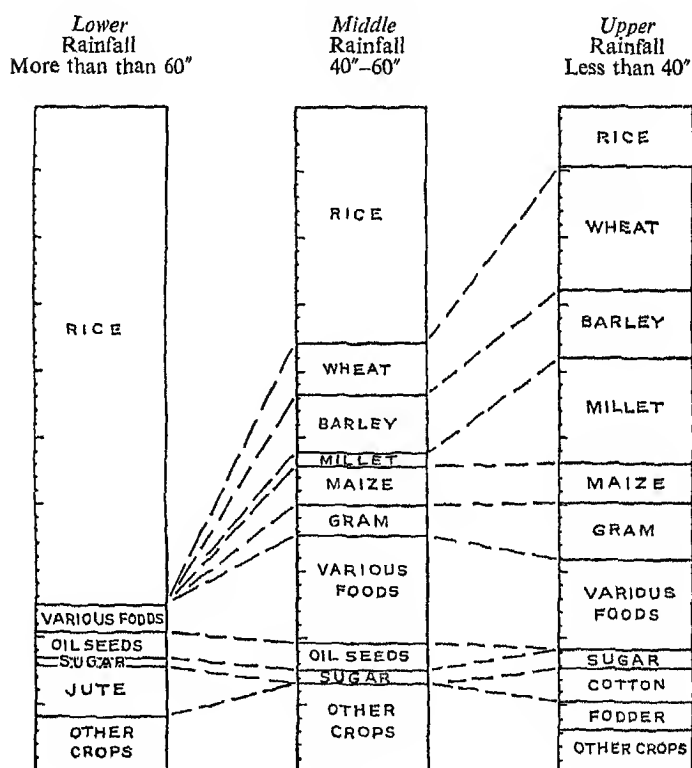 Lower
Rainfall
More than than 60"
Middle
Rainfall
40"–60"
Upper
Rainfall
Less than 40"
RICE
VARIOUS FOODS
OIL SEEDS
SUGAR
JUTE
OTHER
CROPS
RICE
WHEAT
BARLEY
MILLET
MAIZE
GRAM
VARIOUS
FOODS
OIL SEEDS
SUGAR
OTHER
CROPS
RICE
WHEAT
BARLEY
MILLET
MAIZE
GRAM
VARIOUS
FOODS
SUGAR
COTTON
FODDER
OTHER CROPS